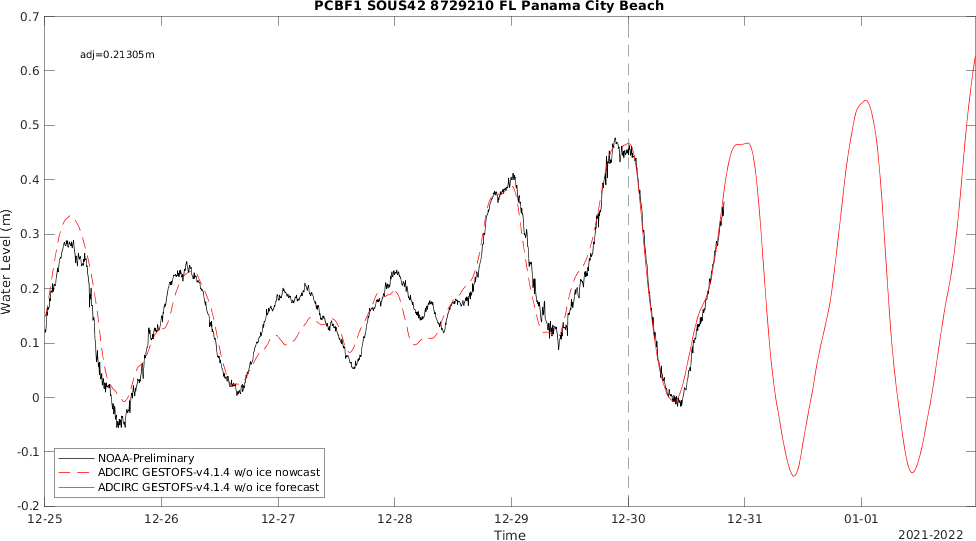 PCBF1 SOUS42 8729210 FL Panama City Beach
adj=0.21305m
0.7
0.6
0.5
0.4
0.3
0.2
0.1
0
-0.1
-0.2
Water Level (m)
NOAA-Preliminary
ADCIRC GESTOFS-v4.1.4 w/o ice nowcast
ADCIRC GESTOFS-v4.1.4 w/o ice forecast
12-25 12-26 12-27 12-28 12-29 12-30 12-31 01-01
Time
2021-2022